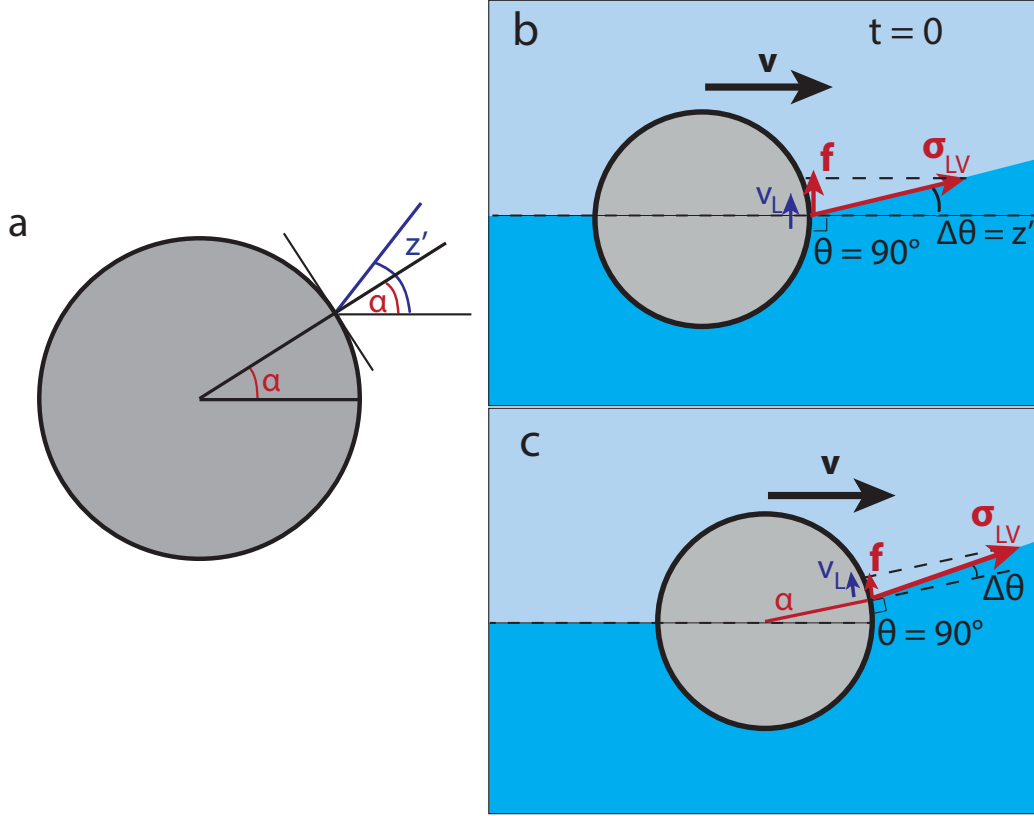 a
z'
α
α
b
t = 0
v
f
σLV
vL
θ = 90°
Δθ = z'
c
v
σLV
f
vL
α
Δθ
θ = 90°